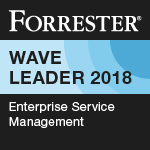 FORRESTER®
WAVE
LEADER 2018
Enterprise Service
Management